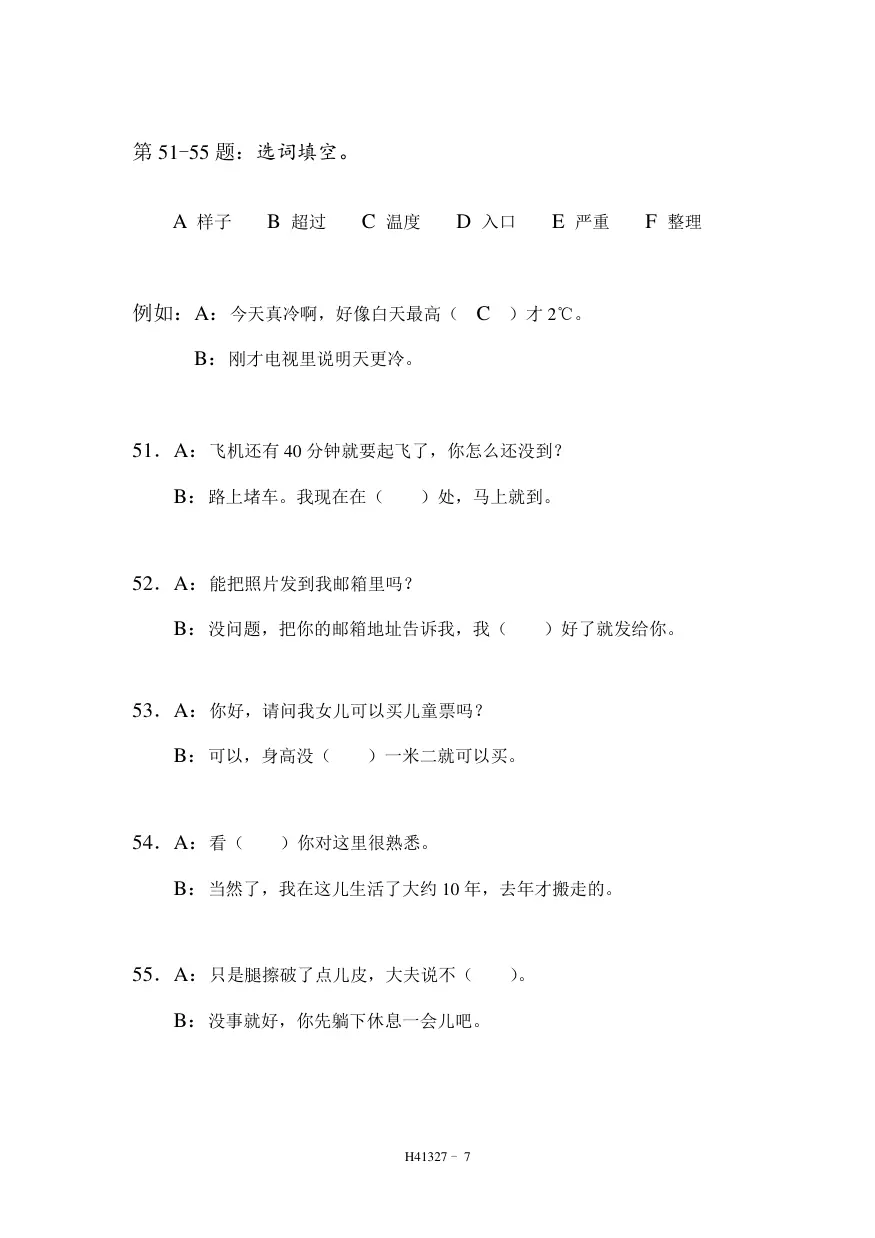 第 51-55 题：选词填空。
A 样子 B 超过 C 温度 D 入口 E 严重 F 整理
例如：A：今天真冷啊，好像白天最高（ C ）才 2℃。
B：刚才电视里说明天更冷。
51．A：飞机还有 40 分钟就要起飞了，你怎么还没到？
B：路上堵车。我现在在（ ）处，马上就到。
52．A：能把照片发到我邮箱里吗？
B：没问题，把你的邮箱地址告诉我，我（ ）好了就发给你。
53．A：你好，请问我女儿可以买儿童票吗？
B：可以，身高没（ ）一米二就可以买。
54．A：看（ ）你对这里很熟悉。
B：当然了，我在这儿生活了大约 10 年，去年才搬走的。
55．A：只是腿擦破了点儿皮，大夫说不（ ）。
B：没事就好，你先躺下休息一会儿吧。
H41327 - 7